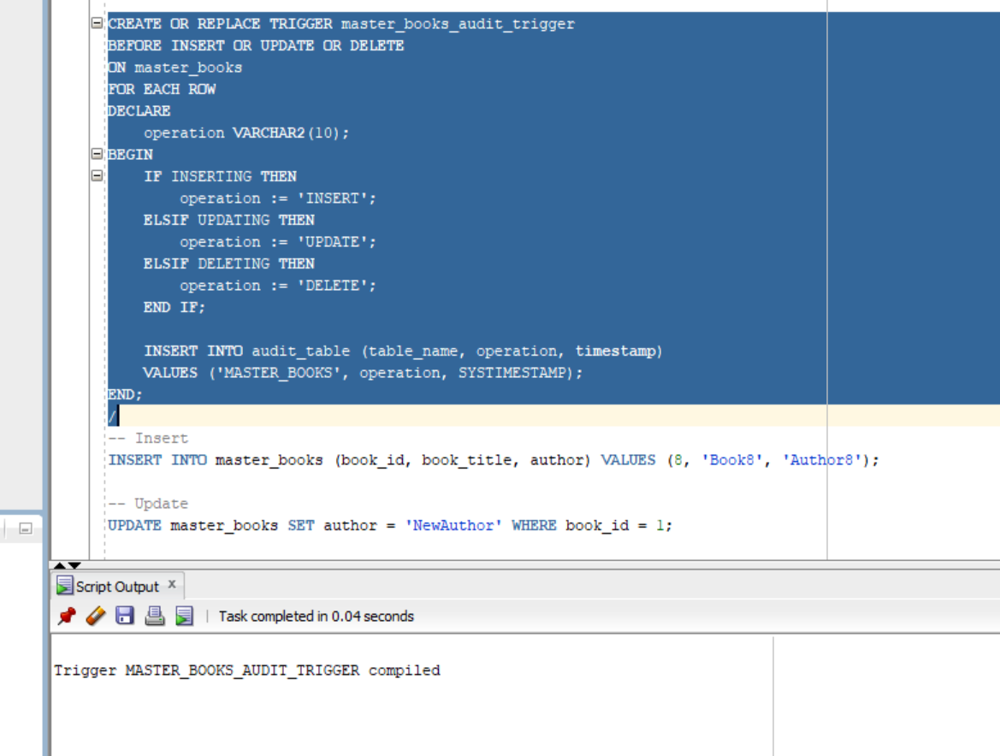 CREATE OR REPLACE TRIGGER master_books_audit_trigger
BEFORE INSERT OR UPDATE OR DELETE
ON master_books
FOR EACH ROW
DECLARE
    operation VARCHAR2(10);
BEGIN
    IF INSERTING THEN
        operation := 'INSERT';
    ELSIF UPDATING THEN
        operation := 'UPDATE';
    ELSIF DELETING THEN
        operation := 'DELETE';
    END IF;

    INSERT INTO audit_table (table_name, operation, timestamp)
    VALUES ('MASTER_BOOKS', operation, SYSTIMESTAMP);
END;
/
-- Insert
INSERT INTO master_books (book_id, book_title, author) VALUES (8, 'Book8', 'Author8');

-- Update
UPDATE master_books SET author = 'NewAuthor' WHERE book_id = 1;

Script Output x
Task completed in 0.04 seconds
Trigger MASTER_BOOKS_AUDIT_TRIGGER compiled